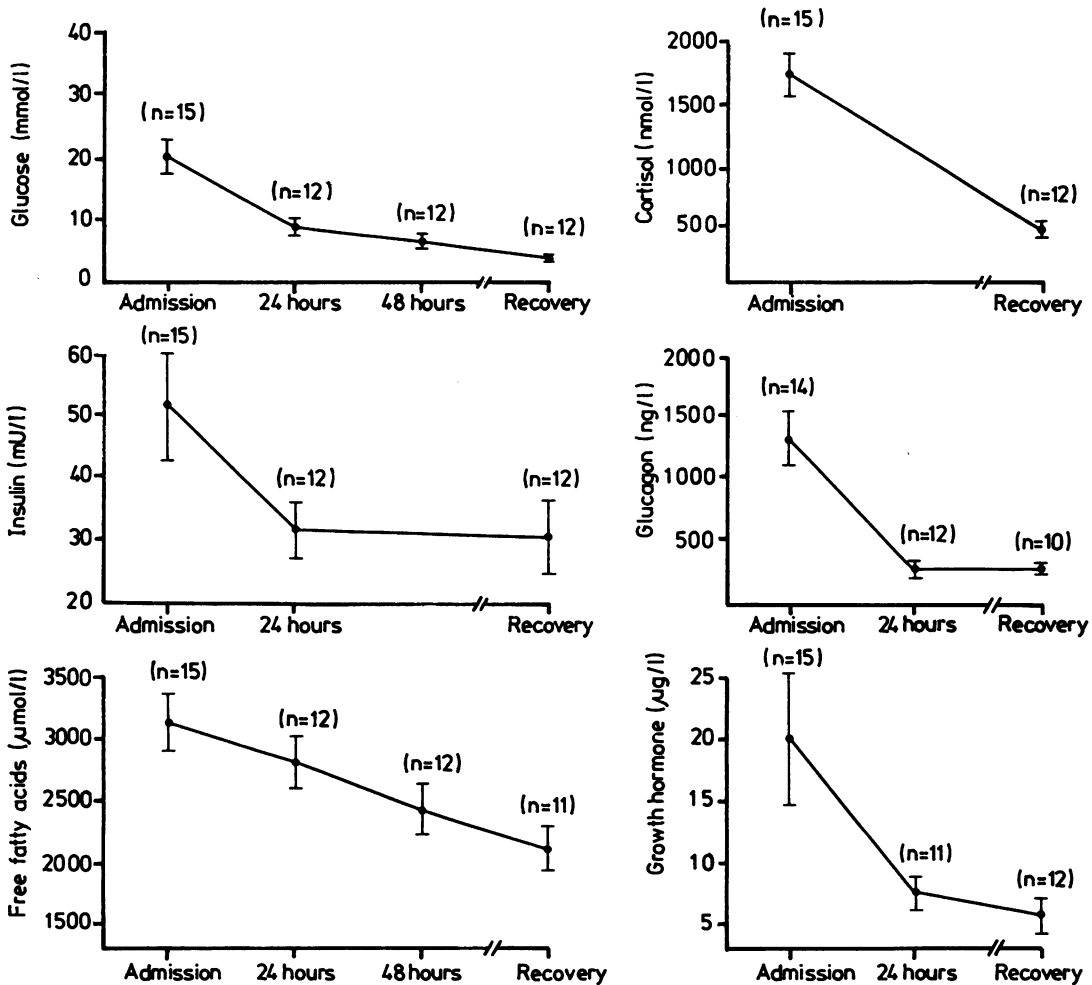 Glucose (mmol/l)
40
30
20
10
0
(n=15)
(n=12)
(n=12)
(n=12)
Admission 24 hours 48 hours Recovery
Cortisol (nmol/l)
2000
1500
1000
500
(n=15)
(n=12)
Admission Recovery
Insulin (mU/l)
60
50
40
30
20
(n=15)
(n=12)
(n=12)
Admission 24 hours Recovery
Glucagon (ng/l)
2000
1500
1000
500
(n=14)
(n=12)
(n=10)
Admission 24 hours Recovery
Free fatty acids (µmol/l)
3500
3000
2500
2000
1500
(n=15)
(n=12)
(n=12)
(n=11)
Admission 24 hours 48 hours Recovery
Growth hormone (µg/l)
25
20
15
10
5
(n=15)
(n=11)
(n=12)
Admission 24 hours Recovery